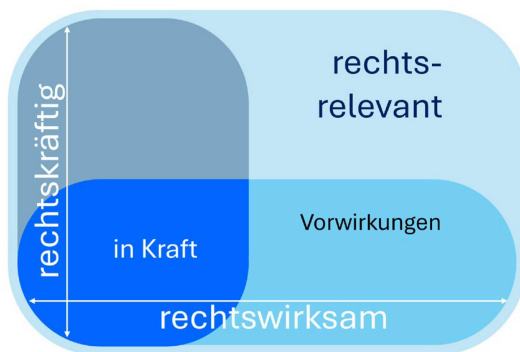 rechts-
relevant
rechtskräftig
Vorwirkungen
in Kraft
rechtswirksam